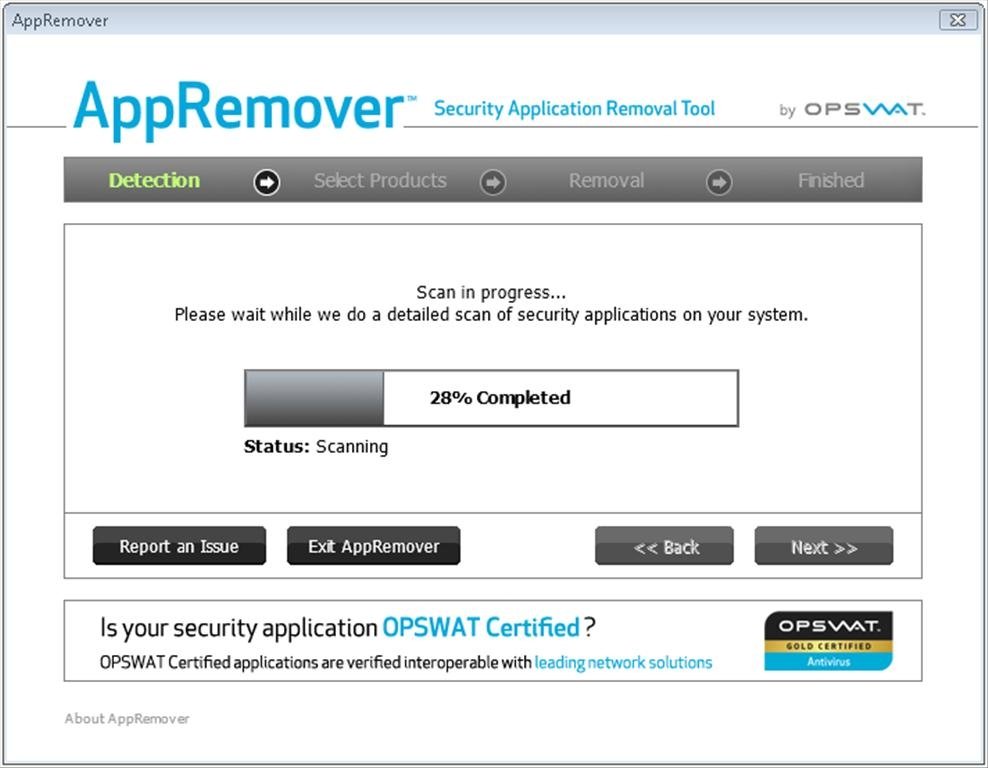 AppRemover
AppRemover™ Security Application Removal Tool by OPSWAT.
Detection Select Products Removal Finished
Scan in progress...
Please wait while we do a detailed scan of security applications on your system.
28% Completed
Status: Scanning
Report an Issue Exit AppRemover << Back Next >>
Is your security application OPSWAT Certified?
OPSWAT Certified applications are verified interoperable with leading network solutions
OPSWAT.
GOLD CERTIFIED
Antivirus
About AppRemover